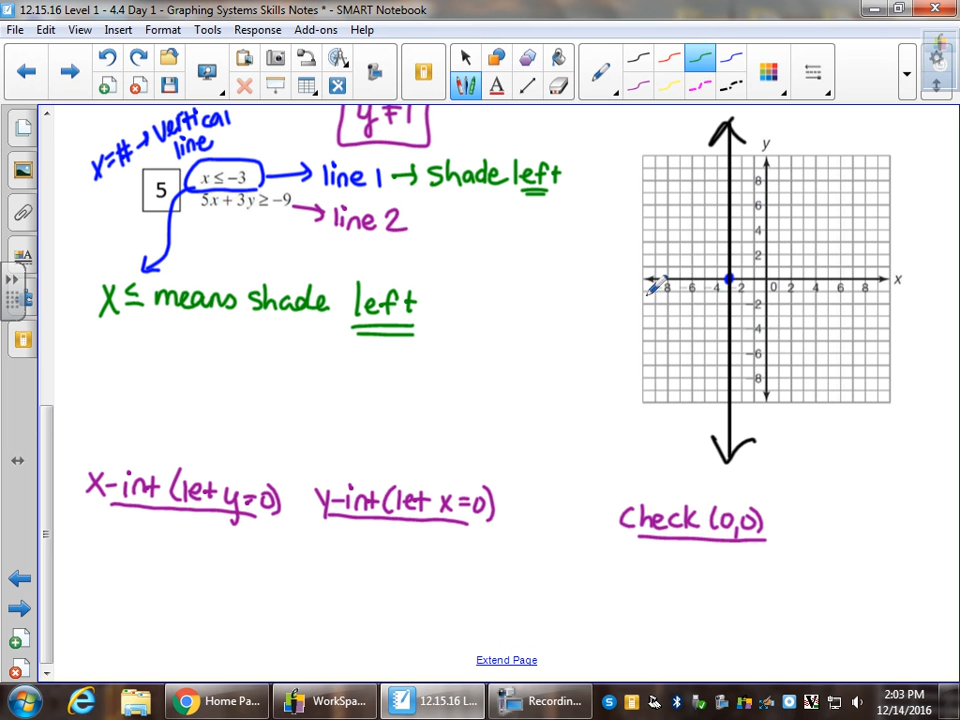 12.15.16 Level 1 - 4.4 Day 1 - Graphing Systems Skills Notes * - SMART Notebook
File Edit View Insert Format Tools Response Add-ons Help
x=# → Vertical
line
y≠1
5
x ≤ −3
→ line 1 → shade left
5x + 3y ≥ −9
→ line 2
x ≤ means shade left
y
8
6
4
2
8 6 4 2 0 2 4 6 8 x
−2
−4
−6
−8
x-int (let y=0) y-int (let x=0)
Check (0,0)
Extend Page
Home Pa... WorkSpa... 12.15.16 L... Recordin...
2:03 PM
12/14/2016